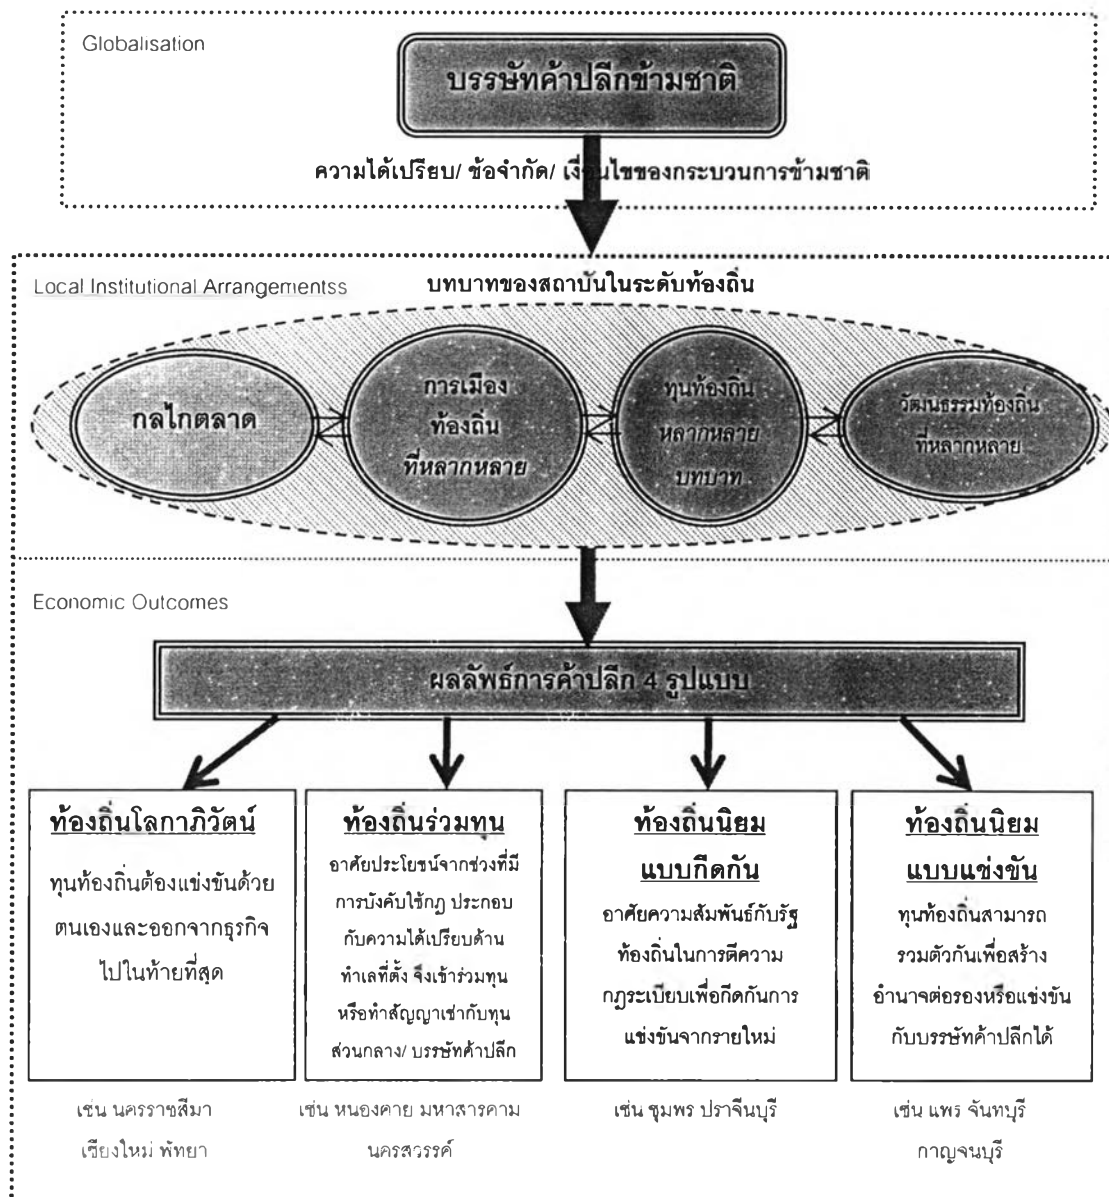 Globalisation
บรรษัทค้าปลีกข้ามชาติ
ความได้เปรียบ/ ข้อจำกัด/ เงื่อนไขของกระบวนการข้ามชาติ
Local Institutional Arrangementss
บทบาทของสถาบันในระดับท้องถิ่น
กลไกตลาด
การเมือง
ท้องถิ่น
ที่หลากหลาย
ทุนท้องถิ่น
หลากหลาย
บทบาท
วัฒนธรรมท้องถิ่น
ที่หลากหลาย
Economic Outcomes
ผลลัพธ์การค้าปลีก 4 รูปแบบ
ท้องถิ่นโลกาภิวัตน์
ทุนท้องถิ่นต้องแข่งขันด้วย
ตนเองและออกจากธุรกิจ
ไปในท้ายที่สุด
เช่น นครราชสีมา
เชียงใหม่ พัทยา
ท้องถิ่นร่วมทุน
อาศัยประโยชน์จากช่วงที่มี
การบังคับใช้กฎ ประกอบ
กับความได้เปรียบด้าน
ทำเลที่ตั้ง จึงเข้าร่วมทุน
หรือทำสัญญาเช่ากับทุน
ส่วนกลาง/ บรรษัทค้าปลีก
เช่น หนองคาย มหาสารคาม
นครสวรรค์
ท้องถิ่นนิยม
แบบกีดกัน
อาศัยความสัมพันธ์กับรัฐ
ท้องถิ่นในการตีความ
กฎระเบียบเพื่อกีดกันการ
แข่งขันจากรายใหม่
เช่น ชุมพร ปราจีนบุรี
ท้องถิ่นนิยม
แบบแข่งขัน
ทุนท้องถิ่นสามารถ
รวมตัวกันเพื่อสร้าง
อำนาจต่อรองหรือแข่งขัน
กับบรรษัทค้าปลีกได้
เช่น แพร่ จันทบุรี
กาญจนบุรี